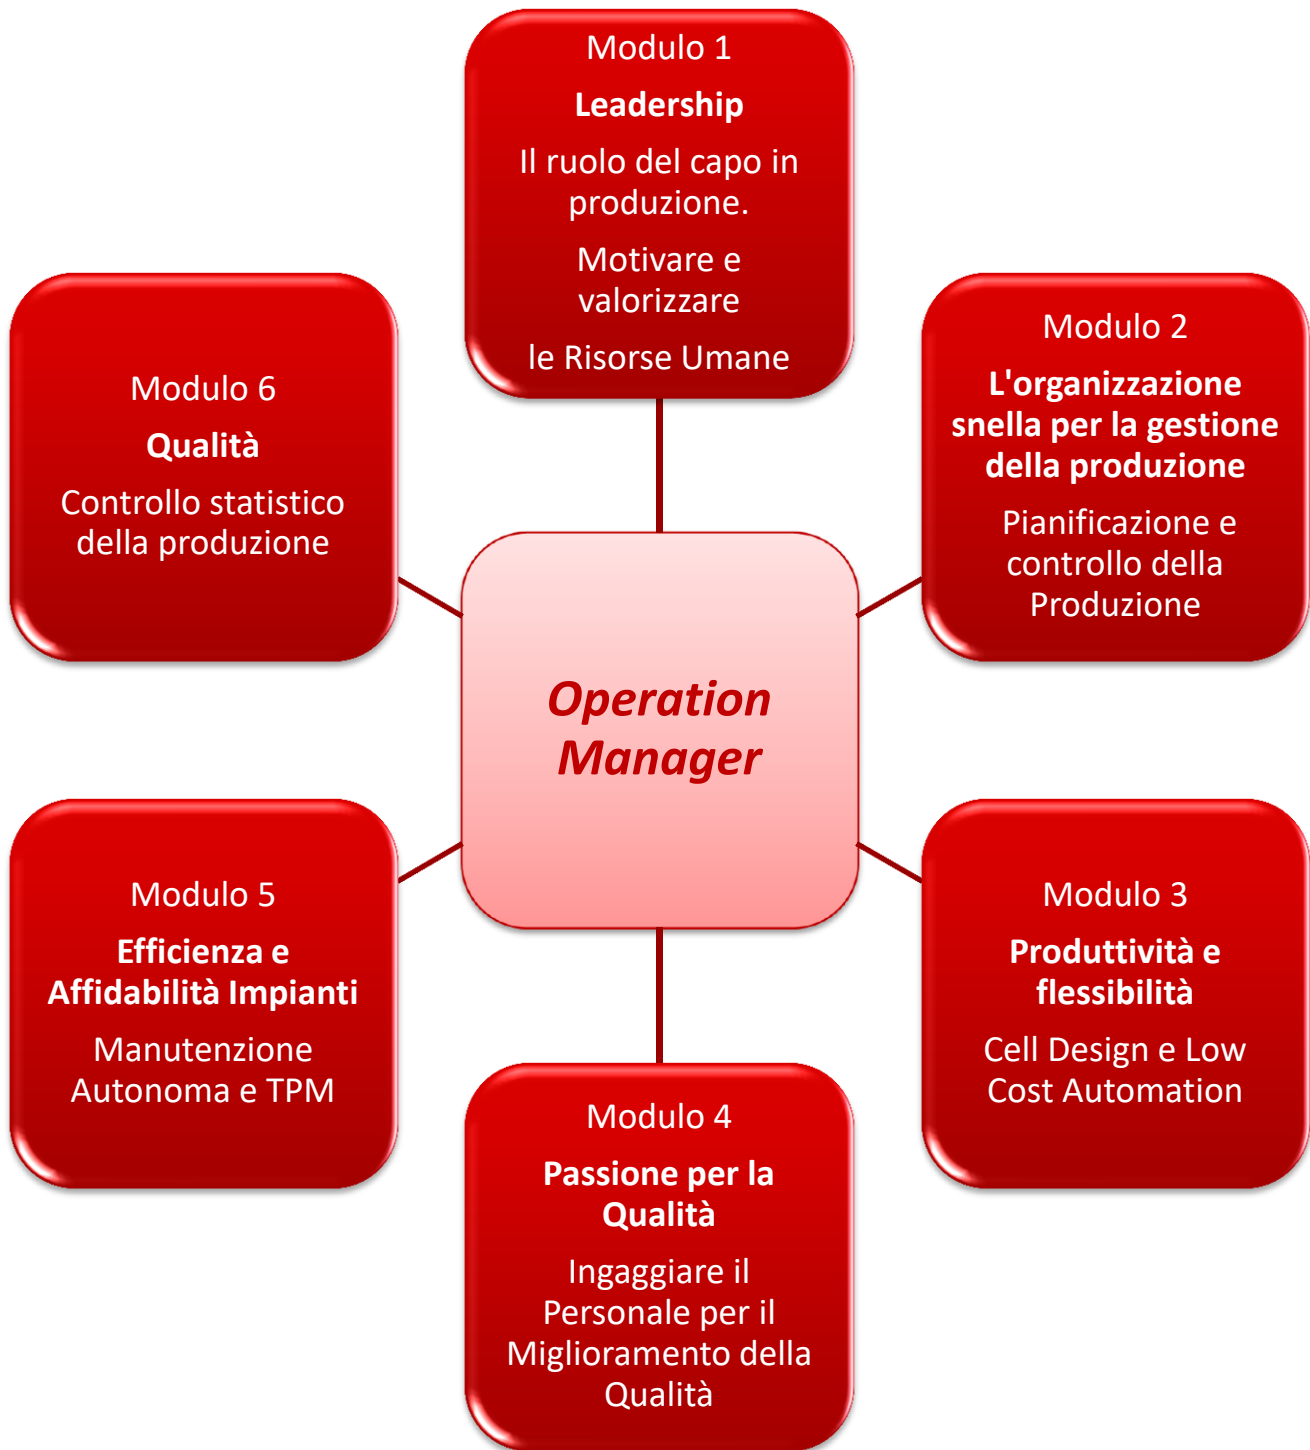 Modulo 1
Leadership
Il ruolo del capo in
produzione.
Motivare e
valorizzare
le Risorse Umane
Modulo 2
L'organizzazione
snella per la gestione
della produzione
Pianificazione e
controllo della
Produzione
Modulo 3
Produttività e
flessibilità
Cell Design e Low
Cost Automation
Modulo 4
Passione per la
Qualità
Ingaggiare il
Personale per il
Miglioramento della
Qualità
Modulo 5
Efficienza e
Affidabilità Impianti
Manutenzione
Autonoma e TPM
Modulo 6
Qualità
Controllo statistico
della produzione
Operation
Manager